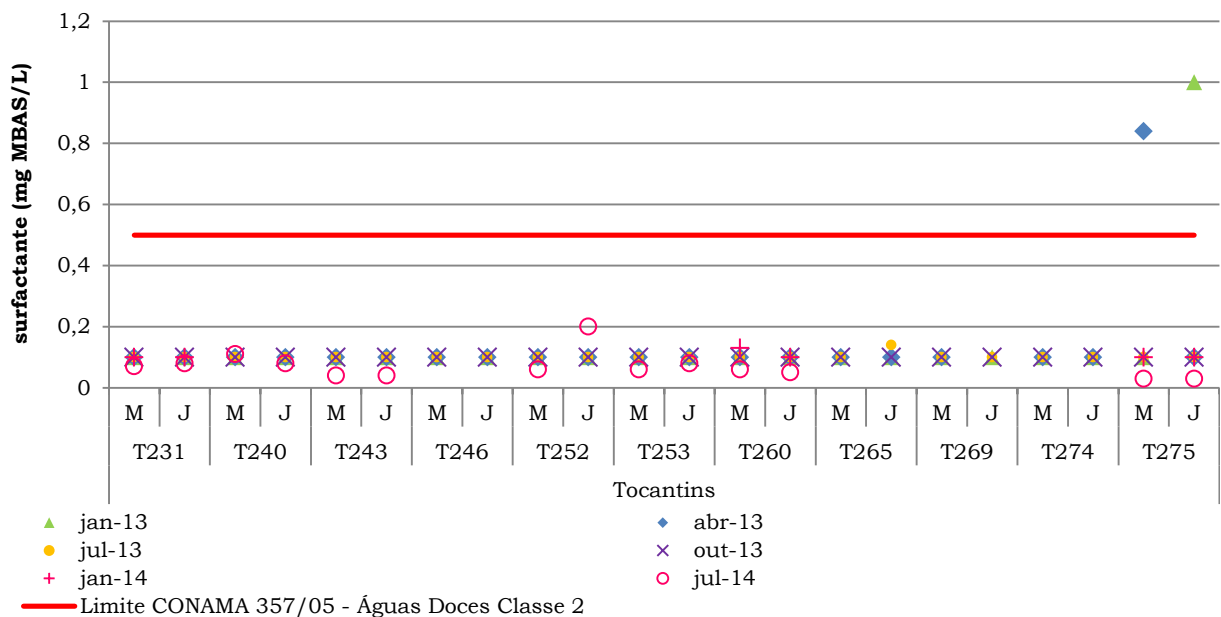 surfactante (mg MBAS/L)
1,2
1
0,8
0,6
0,4
0,2
0
M J M J M J M J M J M J M J M J M J M J M J
T231 T240 T243 T246 T252 T253 T260 T265 T269 T274 T275
Tocantins
jan-13 abr-13
jul-13 out-13
jan-14 jul-14
Limite CONAMA 357/05 - Águas Doces Classe 2